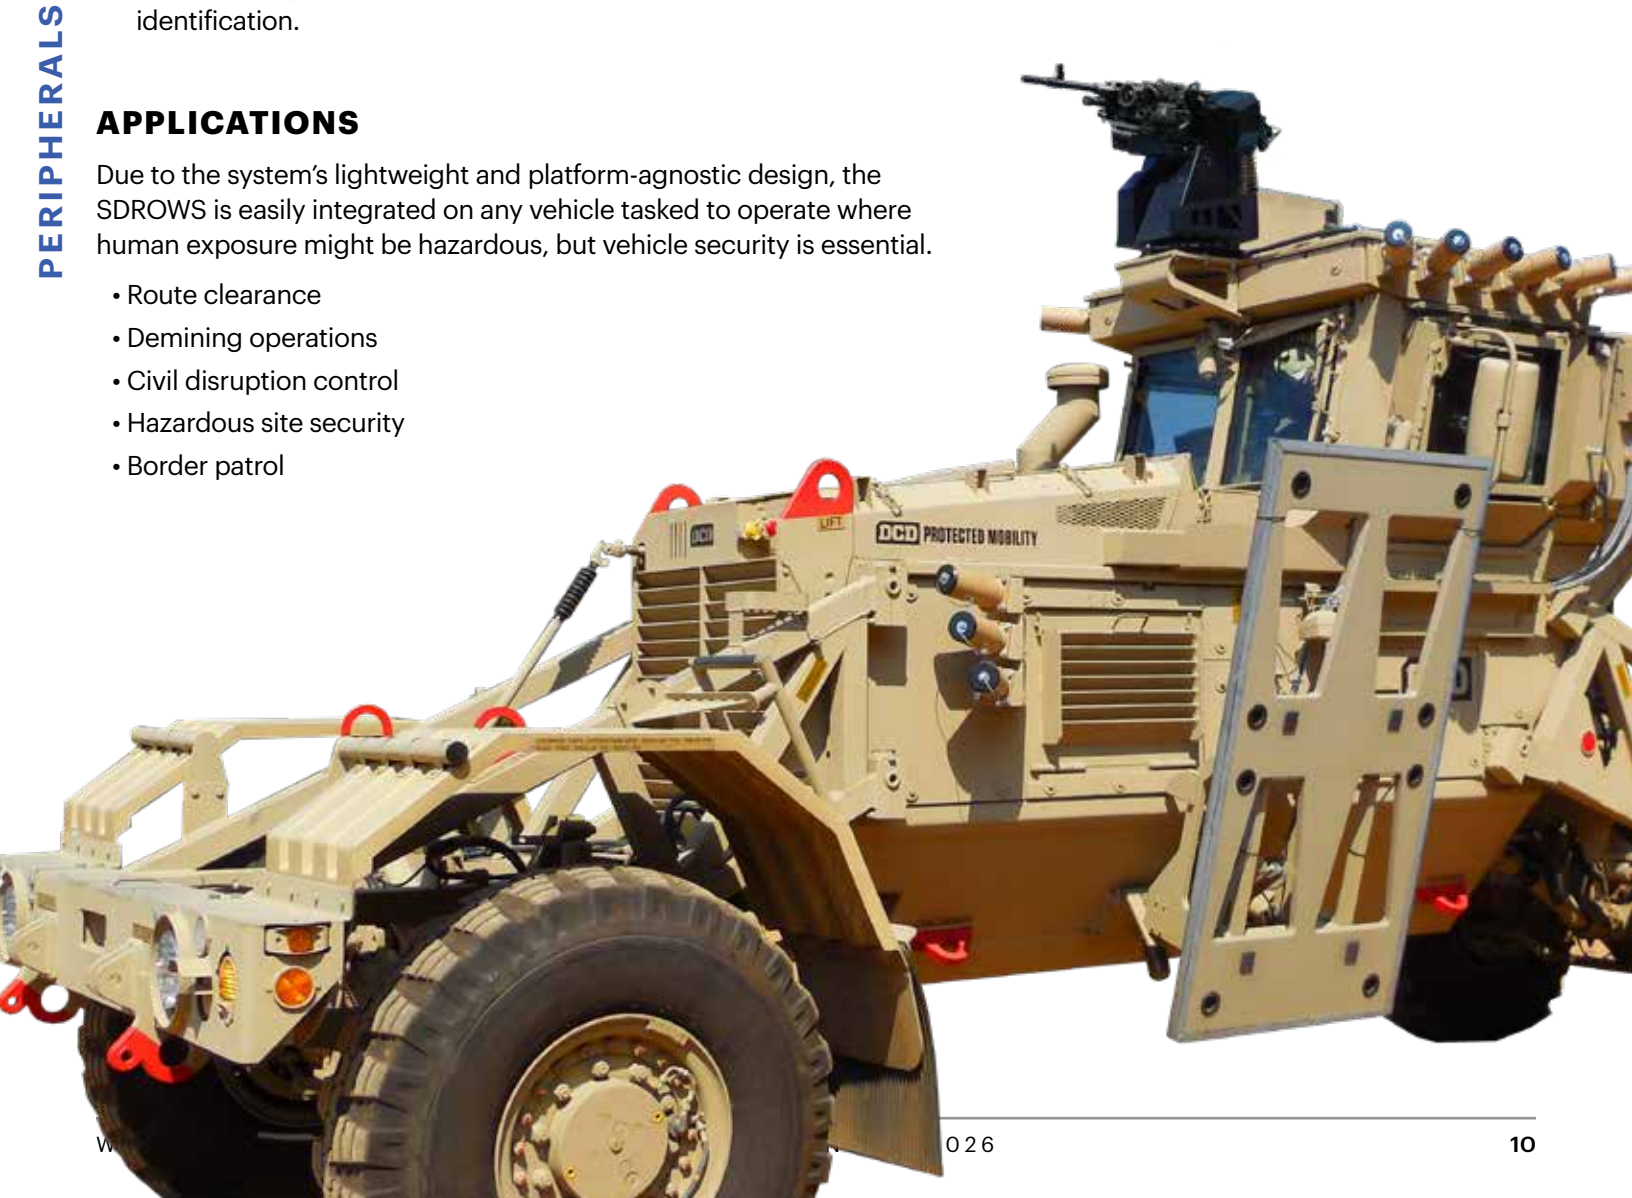 PERIPHERALS
identification.
APPLICATIONS
Due to the system’s lightweight and platform-agnostic design, the
SDROWS is easily integrated on any vehicle tasked to operate where
human exposure might be hazardous, but vehicle security is essential.
• Route clearance
• Demining operations
• Civil disruption control
• Hazardous site security
• Border patrol
LIFT
DCD
DCD PROTECTED MOBILITY
026
10